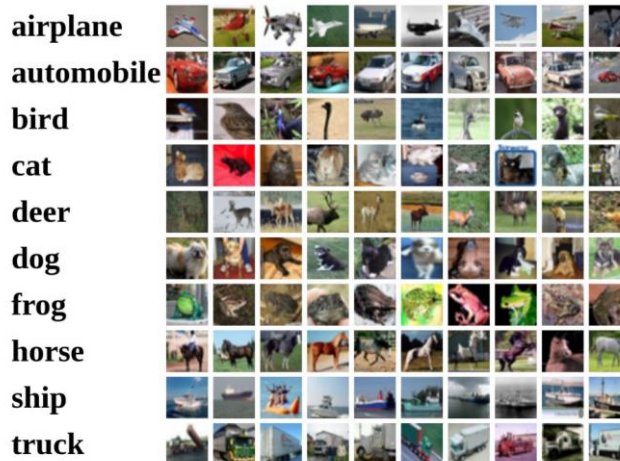 airplane
automobile
bird
cat
deer
dog
frog
horse
ship
truck